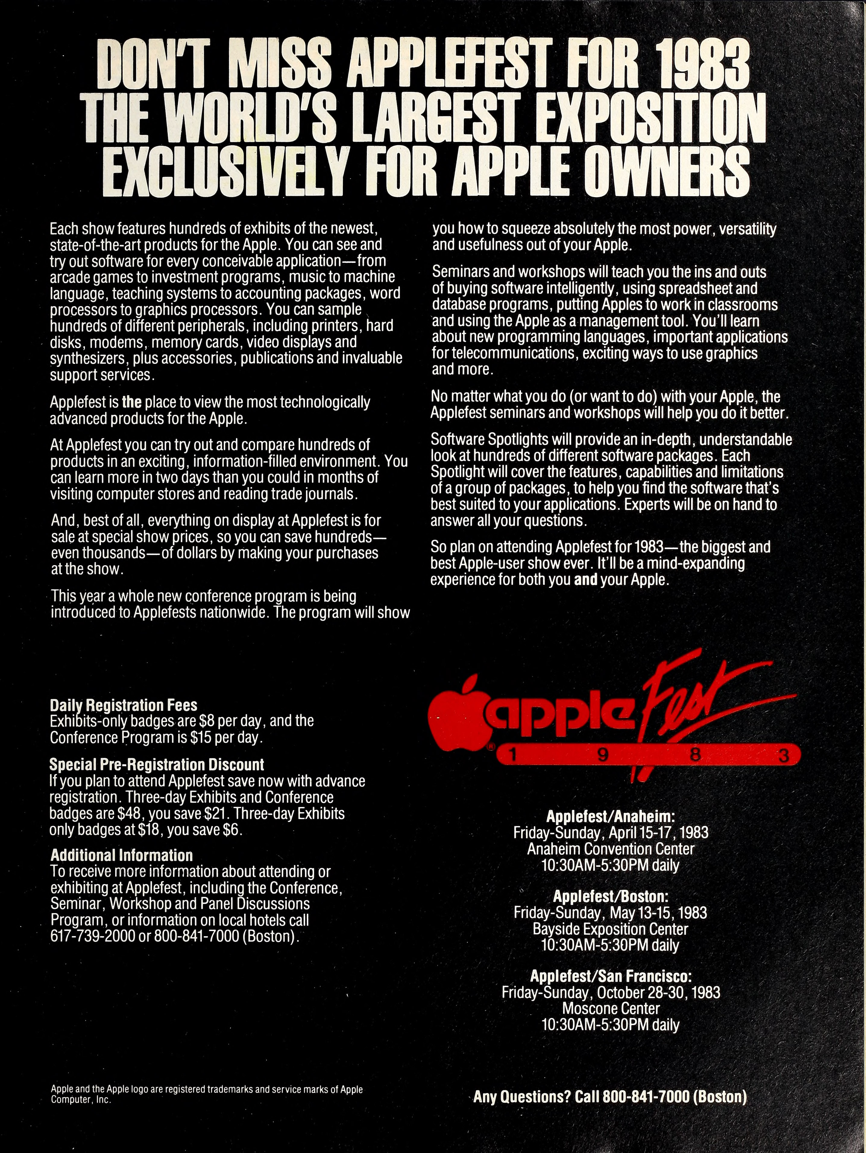 DON'T MISS APPLEFEST FOR 1983
THE WORLD'S LARGEST EXPOSITION
EXCLUSIVELY FOR APPLE OWNERS
Each show features hundreds of exhibits of the newest,
state-of-the-art products for the Apple. You can see and
try out software for every conceivable application—from
arcade games to investment programs, music to machine
language, teaching systems to accounting packages, word
processors to graphics processors. You can sample
hundreds of different peripherals, including printers, hard
disks, modems, memory cards, video displays and
synthesizers, plus accessories, publications and invaluable
support services.
Applefest is the place to view the most technologically
advanced products for the Apple.
At Applefest you can try out and compare hundreds of
products in an exciting, information-filled environment. You
can learn more in two days than you could in months of
visiting computer stores and reading trade journals.
And, best of all, everything on display at Applefest is for
sale at special show prices, so you can save hundreds—
even thousands—of dollars by making your purchases
at the show.
This year a whole new conference program is being
introduced to Applefests nationwide. The program will show
you how to squeeze absolutely the most power, versatility
and usefulness out of your Apple.
Seminars and workshops will teach you the ins and outs
of buying software intelligently, using spreadsheet and
database programs, putting Apples to work in classrooms
and using the Apple as a management tool. You'll learn
about new programming languages, important applications
for telecommunications, exciting ways to use graphics
and more.
No matter what you do (or want to do) with your Apple, the
Applefest seminars and workshops will help you do it better.
Software Spotlights will provide an in-depth, understandable
look at hundreds of different software packages. Each
Spotlight will cover the features, capabilities and limitations
of a group of packages, to help you find the software that's
best suited to your applications. Experts will be on hand to
answer all your questions.
So plan on attending Applefest for 1983—the biggest and
best Apple-user show ever. It'll be a mind-expanding
experience for both you and your Apple.
Daily Registration Fees
Exhibits-only badges are $8 per day, and the
Conference Program is $15 per day.
Special Pre-Registration Discount
If you plan to attend Applefest save now with advance
registration. Three-day Exhibits and Conference
badges are $48, you save $21. Three-day Exhibits
only badges at $18, you save $6.
Additional Information
To receive more information about attending or
exhibiting at Applefest, including the Conference,
Seminar, Workshop and Panel Discussions
Program, or information on local hotels call
617-739-2000 or 800-841-7000 (Boston).
apple Fest
®
1 9 8 3
Applefest/Anaheim:
Friday-Sunday, April 15-17, 1983
Anaheim Convention Center
10:30AM-5:30PM daily
Applefest/Boston:
Friday-Sunday, May 13-15, 1983
Bayside Exposition Center
10:30AM-5:30PM daily
Applefest/San Francisco:
Friday-Sunday, October 28-30, 1983
Moscone Center
10:30AM-5:30PM daily
Apple and the Apple logo are registered trademarks and service marks of Apple
Computer, Inc.
Any Questions? Call 800-841-7000 (Boston)